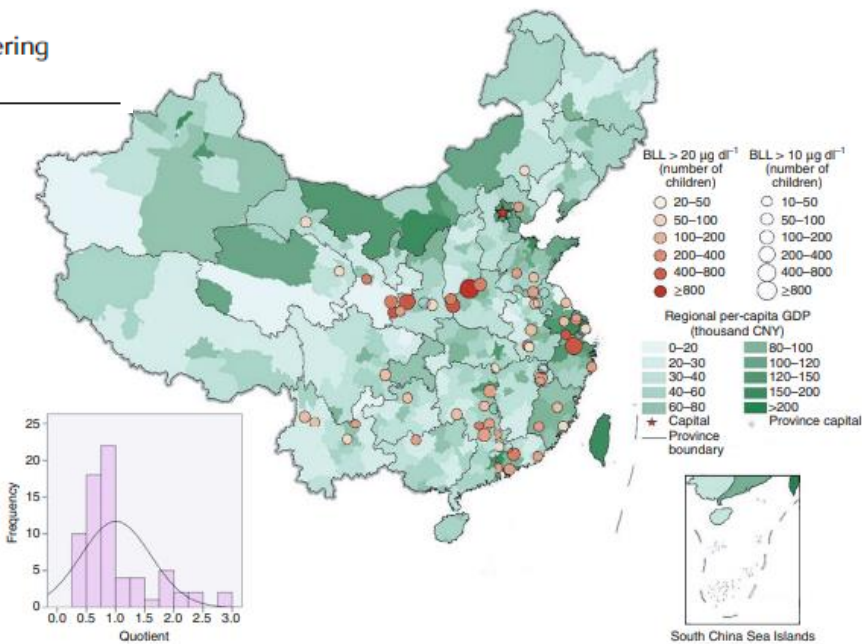 ering
BLL > 20 µg dl⁻¹
(number of
children)
20–50
50–100
100–200
200–400
400–800
≥800
BLL > 10 µg dl⁻¹
(number of
children)
10–50
50–100
100–200
200–400
400–800
≥800
Regional per-capita GDP
(thousand CNY)
0–20
20–30
30–40
40–60
60–80
80–100
100–120
120–150
150–200
>200
Capital
Province capital
Province
boundary
25
20
15
10
5
0
Frequency
0.0 0.5 1.0 1.5 2.0 2.5 3.0
Quotient
South China Sea Islands